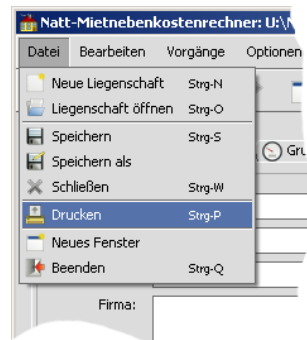 Natt-Mietnebenkostenrechner: U:\
Datei Bearbeiten Vorgänge Optionen
Neue Liegenschaft Strg-N
Liegenschaft öffnen Strg-O
Speichern Strg-S
Speichern als
Gru
Schließen Strg-W
Drucken Strg-P
Neues Fenster
Beenden Strg-Q
Firma: